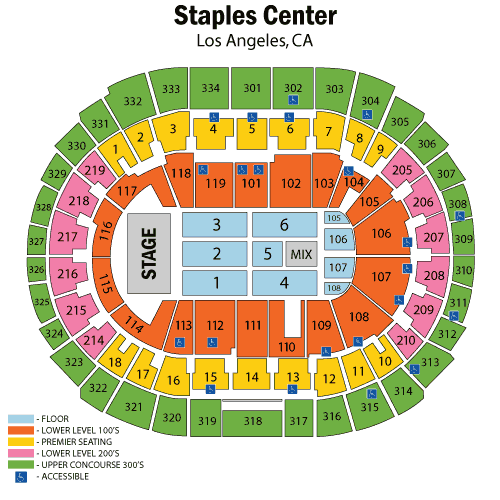 Staples Center
Los Angeles, CA
333 334 301 302
332 304
331 305
330 306
329 307
328 308
327 309
326 310
325 311
324 312
323 313
322 314
321 320 319 318 317 316 315
1 2 3 4 5 6 7 8 9
219 205
218 206
217 207
216 208
215 209
214 210
118 119 101 102 103 104
117 105
116 106
115 107
114 108
113 112 111 110 109
STAGE
3 6 105
2 5 MIX 106
1 4 107
108
18 17 16 15 14 13 12 11 10
- FLOOR
- LOWER LEVEL 100'S
- PREMIER SEATING
- LOWER LEVEL 200'S
- UPPER CONCOURSE 300'S
- ACCESSIBLE